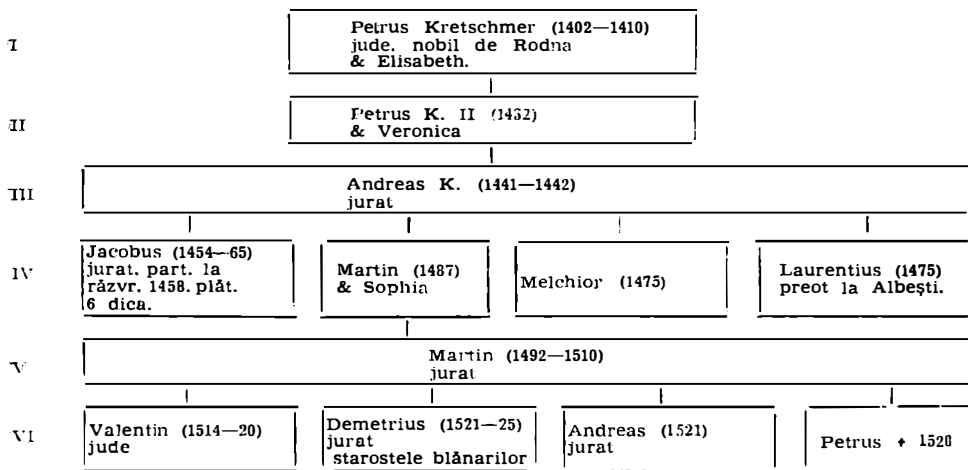 I
Petrus Kretschmer (1402—1410)
jude. nobil de Rodna
& Elisabeth.
II
Petrus K. II (1432)
& Veronica
III
Andreas K. (1441—1442)
jurat
IV
Jacobus (1454—65)
jurat. part. la
răzvr. 1458. plăt.
6 dica.
Martin (1487)
& Sophia
Melchior (1475)
Laurentius (1475)
preot la Albești.
V
Martin (1492—1510)
jurat
VI
Valentin (1514—20)
jude
Demetrius (1521—25)
jurat
starostele blănarilor
Andreas (1521)
jurat
Petrus + 1520